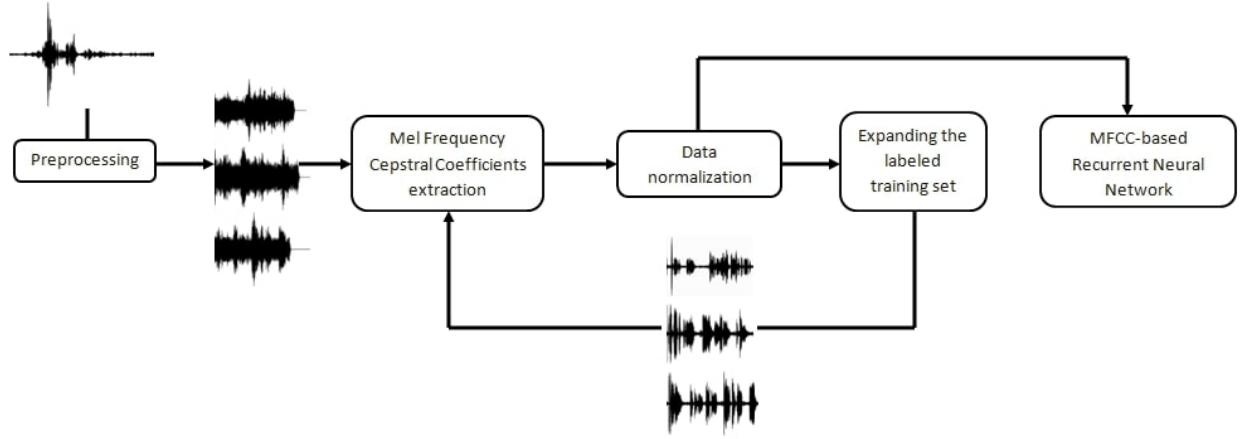 Preprocessing
Mel Frequency
Cepstral Coefficients
extraction
Data
normalization
Expanding the
labeled
training set
MFCC-based
Recurrent Neural
Network